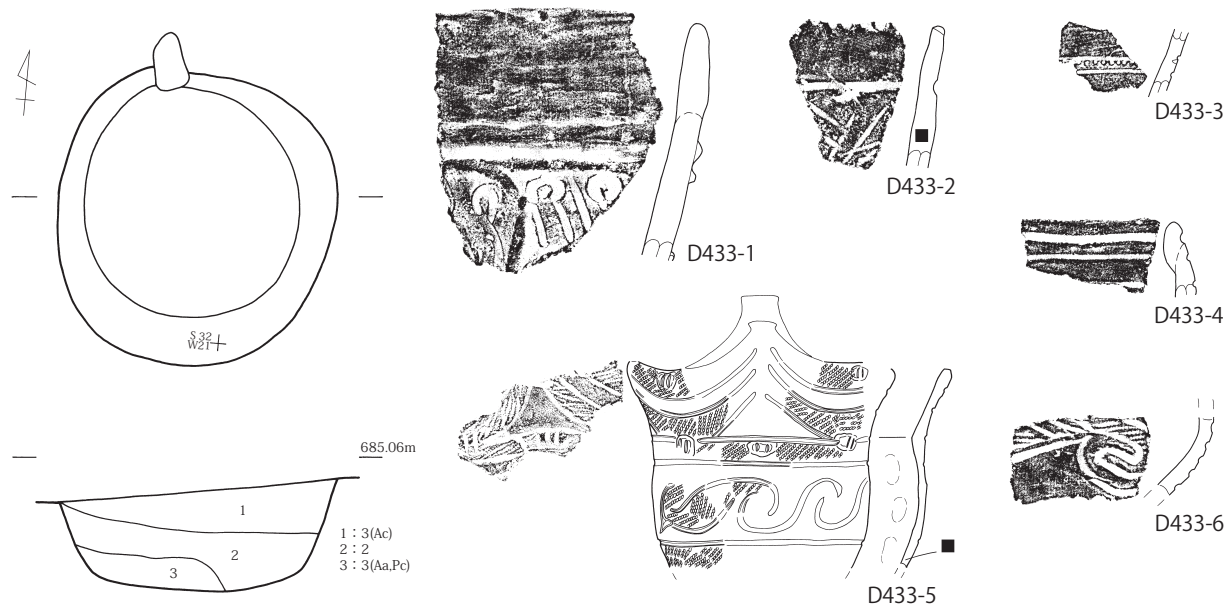 S 32
W21
685.06m
1
2
3
1：3(Ac)
2：2
3：3(Aa,Pc)
D433-1
D433-2
D433-3
D433-4
D433-5
D433-6